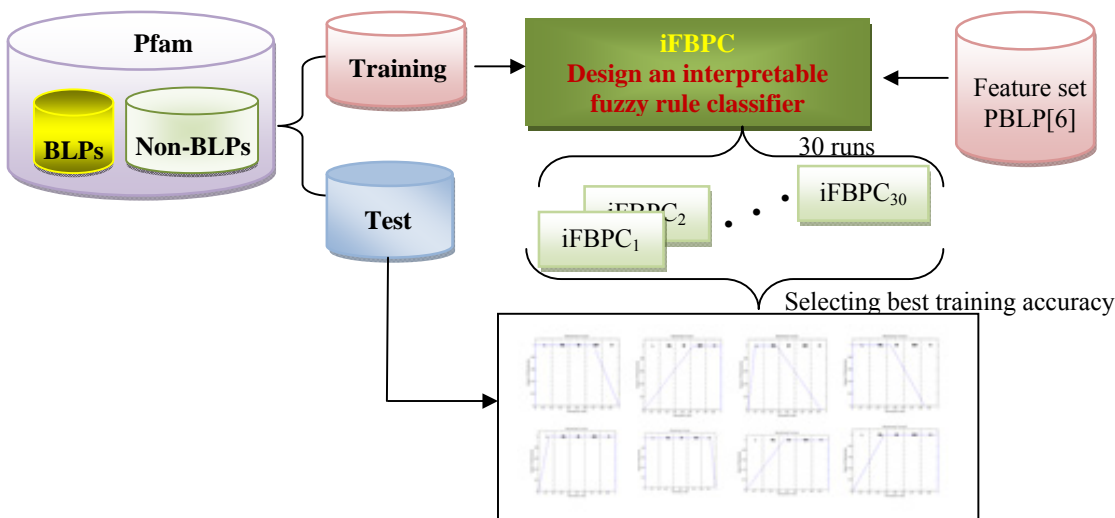 Pfam
BLPs
Non-BLPs
Training
Test
iFBPC
Design an interpretable
fuzzy rule classifier
Feature set
PBLP[6]
30 runs
iFBPC1
iFBPC2
iFBPC30
Selecting best training accuracy